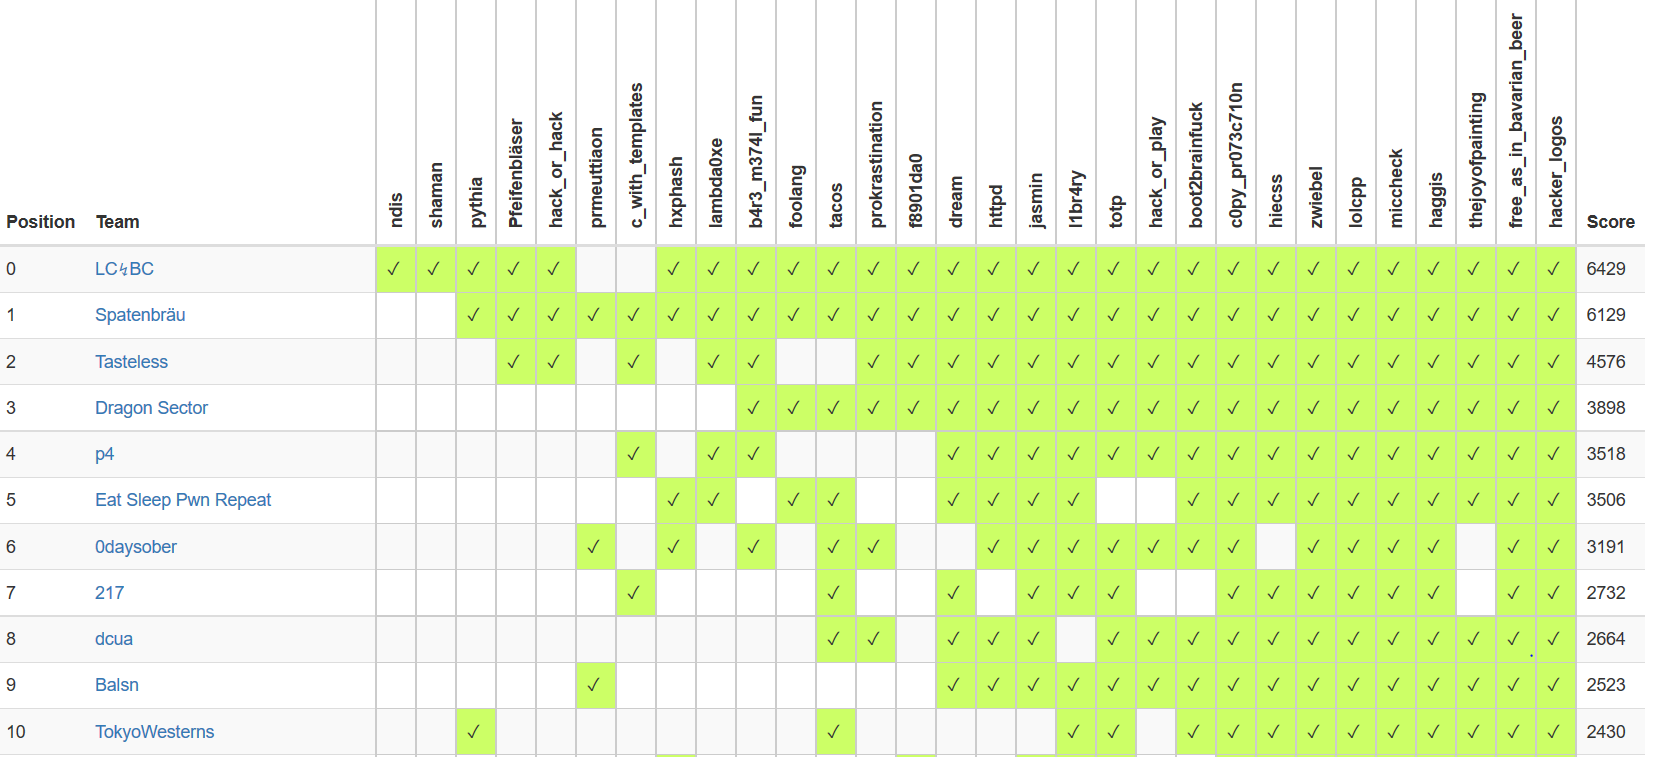 Position Team ndis shaman pythia Pfeifenbläser hack_or_hack prmeuttiaon c_with_templates hxphash lambda0xe b4r3_m374l_fun foolang tacos prokrastination f8901da0 dream httpd jasmin l1br4ry totp hack_or_play boot2brainfuck c0py_pr073c710n hiecss zwiebel lolcpp miccheck haggis thejoyofpainting free_as_in_bavarian_beer hacker_logos Score
0 LC↯BC ✓ ✓ ✓ ✓ ✓ ✓ ✓ ✓ ✓ ✓ ✓ ✓ ✓ ✓ ✓ ✓ ✓ ✓ ✓ ✓ ✓ ✓ ✓ ✓ ✓ ✓ ✓ ✓ 6429
1 Spatenbräu ✓ ✓ ✓ ✓ ✓ ✓ ✓ ✓ ✓ ✓ ✓ ✓ ✓ ✓ ✓ ✓ ✓ ✓ ✓ ✓ ✓ ✓ ✓ ✓ ✓ ✓ ✓ ✓ 6129
2 Tasteless ✓ ✓ ✓ ✓ ✓ ✓ ✓ ✓ ✓ ✓ ✓ ✓ ✓ ✓ ✓ ✓ ✓ ✓ ✓ ✓ ✓ ✓ ✓ 4576
3 Dragon Sector ✓ ✓ ✓ ✓ ✓ ✓ ✓ ✓ ✓ ✓ ✓ ✓ ✓ ✓ ✓ ✓ ✓ ✓ ✓ ✓ ✓ 3898
4 p4 ✓ ✓ ✓ ✓ ✓ ✓ ✓ ✓ ✓ ✓ ✓ ✓ ✓ ✓ ✓ ✓ ✓ ✓ ✓ 3518
5 Eat Sleep Pwn Repeat ✓ ✓ ✓ ✓ ✓ ✓ ✓ ✓ ✓ ✓ ✓ ✓ ✓ ✓ ✓ ✓ ✓ ✓ 3506
6 0daysober ✓ ✓ ✓ ✓ ✓ ✓ ✓ ✓ ✓ ✓ ✓ ✓ ✓ ✓ ✓ ✓ ✓ ✓ 3191
7 217 ✓ ✓ ✓ ✓ ✓ ✓ ✓ ✓ ✓ ✓ ✓ ✓ ✓ ✓ 2732
8 dcua ✓ ✓ ✓ ✓ ✓ ✓ ✓ ✓ ✓ ✓ ✓ ✓ ✓ ✓ ✓ ✓ ✓ 2664
9 Balsn ✓ ✓ ✓ ✓ ✓ ✓ ✓ ✓ ✓ ✓ ✓ ✓ ✓ ✓ ✓ ✓ ✓ 2523
10 TokyoWesterns ✓ ✓ ✓ ✓ ✓ ✓ ✓ ✓ ✓ ✓ ✓ ✓ ✓ ✓ 2430